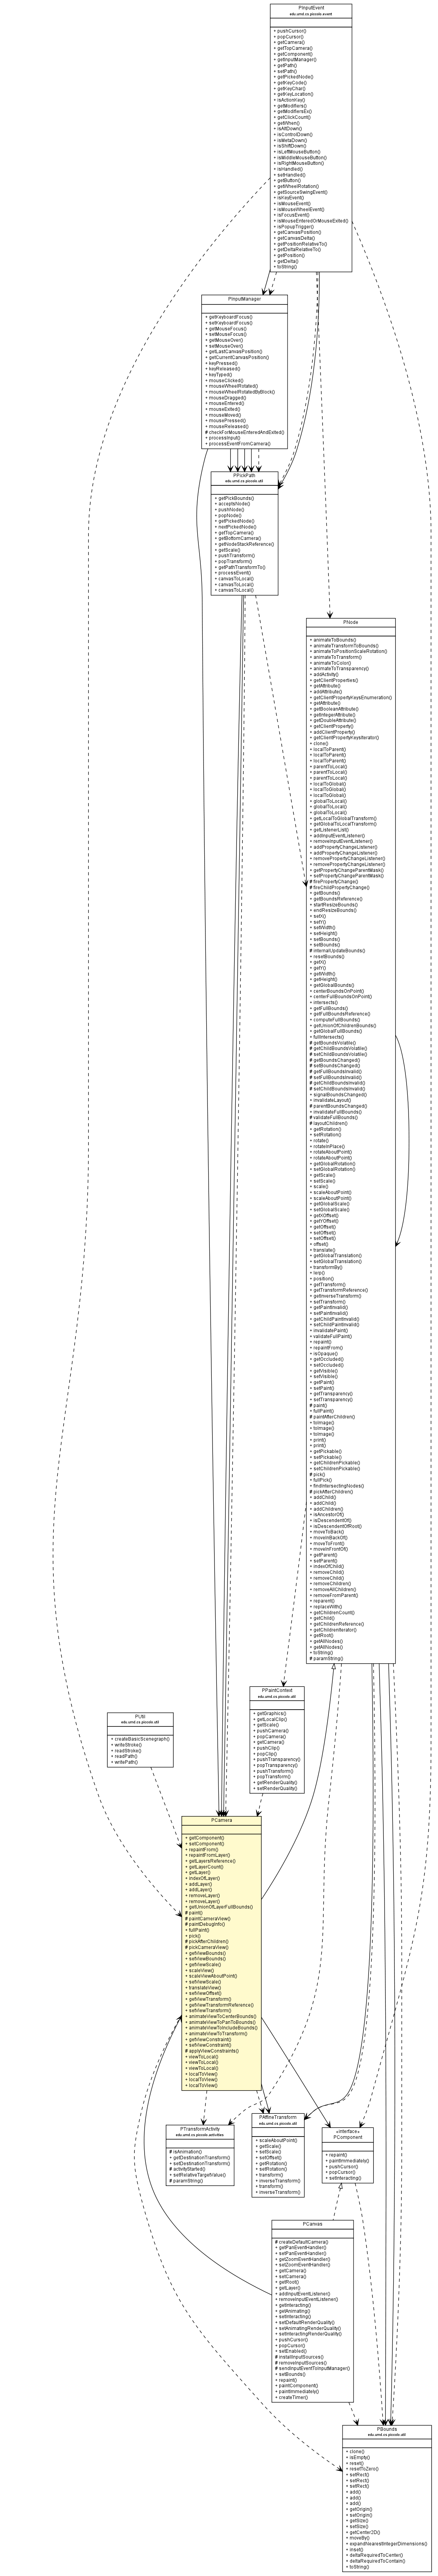 PInputEvent
edu.umd.cs.piccolo.event
+ pushCursor()
+ popCursor()
+ getCamera()
+ getTopCamera()
+ getComponent()
+ getInputManager()
+ getPath()
+ setPath()
+ getPickedNode()
+ getKeyCode()
+ getKeyChar()
+ getKeyLocation()
+ isActionKey()
+ getModifiers()
+ getModifiersEx()
+ getClickCount()
+ getWhen()
+ isAltDown()
+ isControlDown()
+ isMetaDown()
+ isShiftDown()
+ isLeftMouseButton()
+ isMiddleMouseButton()
+ isRightMouseButton()
+ isHandled()
+ setHandled()
+ getButton()
+ getWheelRotation()
+ getSourceSwingEvent()
+ isKeyEvent()
+ isMouseEvent()
+ isMouseWheelEvent()
+ isFocusEvent()
+ isMouseEnteredOrMouseExited()
+ isPopupTrigger()
+ getCanvasPosition()
+ getCanvasDelta()
+ getPositionRelativeTo()
+ getDeltaRelativeTo()
+ getPosition()
+ getDelta()
+ toString()
PInputManager
+ getKeyboardFocus()
+ setKeyboardFocus()
+ getMouseFocus()
+ setMouseFocus()
+ getMouseOver()
+ setMouseOver()
+ getLastCanvasPosition()
+ getCurrentCanvasPosition()
+ keyPressed()
+ keyReleased()
+ keyTyped()
+ mouseClicked()
+ mouseWheelRotated()
+ mouseWheelRotatedByBlock()
+ mouseDragged()
+ mouseEntered()
+ mouseExited()
+ mouseMoved()
+ mousePressed()
+ mouseReleased()
# checkForMouseEnteredAndExited()
+ processInput()
+ processEventFromCamera()
PPickPath
edu.umd.cs.piccolo.util
+ getPickBounds()
+ acceptsNode()
+ pushNode()
+ popNode()
+ getPickedNode()
+ nextPickedNode()
+ getTopCamera()
+ getBottomCamera()
+ getNodeStackReference()
+ getScale()
+ pushTransform()
+ popTransform()
+ getPathTransformTo()
+ processEvent()
+ canvasToLocal()
+ canvasToLocal()
+ canvasToLocal()
PNode
+ animateToBounds()
+ animateTransformToBounds()
+ animateToPositionScaleRotation()
+ animateToTransform()
+ animateToColor()
+ animateToTransparency()
+ addActivity()
+ getClientProperties()
+ getAttribute()
+ addAttribute()
+ getClientPropertyKeysEnumeration()
+ getAttribute()
+ getBooleanAttribute()
+ getIntegerAttribute()
+ getDoubleAttribute()
+ getClientProperty()
+ addClientProperty()
+ getClientPropertyKeysIterator()
+ clone()
+ localToParent()
+ localToParent()
+ localToParent()
+ parentToLocal()
+ parentToLocal()
+ parentToLocal()
+ localToGlobal()
+ localToGlobal()
+ localToGlobal()
+ globalToLocal()
+ globalToLocal()
+ globalToLocal()
+ getLocalToGlobalTransform()
+ getGlobalToLocalTransform()
+ getListenerList()
+ addInputEventListener()
+ removeInputEventListener()
+ addPropertyChangeListener()
+ addPropertyChangeListener()
+ removePropertyChangeListener()
+ removePropertyChangeListener()
+ getPropertyChangeParentMask()
+ setPropertyChangeParentMask()
# firePropertyChange()
# fireChildPropertyChange()
+ getBounds()
+ getBoundsReference()
+ startResizeBounds()
+ endResizeBounds()
+ setX()
+ setY()
+ setWidth()
+ setHeight()
+ setBounds()
+ setBounds()
# internalUpdateBounds()
+ resetBounds()
+ getX()
+ getY()
+ getWidth()
+ getHeight()
+ getGlobalBounds()
+ centerBoundsOnPoint()
+ centerFullBoundsOnPoint()
+ intersects()
+ getFullBounds()
+ getFullBoundsReference()
+ computeFullBounds()
+ getUnionOfChildrenBounds()
+ getGlobalFullBounds()
+ fullIntersects()
# getBoundsVolatile()
# getChildBoundsVolatile()
# setChildBoundsVolatile()
# getBoundsChanged()
# setBoundsChanged()
# getFullBoundsInvalid()
# setFullBoundsInvalid()
# getChildBoundsInvalid()
# setChildBoundsInvalid()
+ signalBoundsChanged()
+ invalidateLayout()
# parentBoundsChanged()
+ invalidateFullBounds()
# validateFullBounds()
# layoutChildren()
+ getRotation()
+ setRotation()
+ rotate()
+ rotateInPlace()
+ rotateAboutPoint()
+ rotateAboutPoint()
+ getGlobalRotation()
+ setGlobalRotation()
+ getScale()
+ setScale()
+ scale()
+ scaleAboutPoint()
+ scaleAboutPoint()
+ getGlobalScale()
+ setGlobalScale()
+ getXOffset()
+ getYOffset()
+ getOffset()
+ setOffset()
+ setOffset()
+ offset()
+ translate()
+ getGlobalTranslation()
+ setGlobalTranslation()
+ transformBy()
+ lerp()
+ position()
+ getTransform()
+ getTransformReference()
+ getInverseTransform()
+ setTransform()
+ getPaintInvalid()
+ setPaintInvalid()
+ getChildPaintInvalid()
+ setChildPaintInvalid()
+ invalidatePaint()
+ validateFullPaint()
+ repaint()
+ repaintFrom()
+ isOpaque()
+ getOccluded()
+ setOccluded()
+ getVisible()
+ setVisible()
+ getPaint()
+ setPaint()
+ getTransparency()
+ setTransparency()
# paint()
+ fullPaint()
# paintAfterChildren()
+ toImage()
+ toImage()
+ toImage()
+ print()
+ print()
+ getPickable()
+ setPickable()
+ getChildrenPickable()
+ setChildrenPickable()
# pick()
+ fullPick()
+ findIntersectingNodes()
# pickAfterChildren()
+ addChild()
+ addChild()
+ addChildren()
+ isAncestorOf()
+ isDescendentOf()
+ isDescendentOfRoot()
+ moveToBack()
+ moveInBackOf()
+ moveToFront()
+ moveInFrontOf()
+ getParent()
+ setParent()
+ indexOfChild()
+ removeChild()
+ removeChild()
+ removeChildren()
+ removeAllChildren()
+ removeFromParent()
+ reparent()
+ replaceWith()
+ getChildrenCount()
+ getChild()
+ getChildrenReference()
+ getChildrenIterator()
+ getRoot()
+ getAllNodes()
+ getAllNodes()
+ toString()
# paramString()
PPaintContext
edu.umd.cs.piccolo.util
+ getGraphics()
+ getLocalClip()
+ getScale()
+ pushCamera()
+ popCamera()
+ getCamera()
+ pushClip()
+ popClip()
+ pushTransparency()
+ popTransparency()
+ pushTransform()
+ popTransform()
+ getRenderQuality()
+ setRenderQuality()
PUtil
edu.umd.cs.piccolo.util
+ createBasicScenegraph()
+ writeStroke()
+ readStroke()
+ readPath()
+ writePath()
PCamera
+ getComponent()
+ setComponent()
+ repaintFrom()
+ repaintFromLayer()
+ getLayersReference()
+ getLayerCount()
+ getLayer()
+ indexOfLayer()
+ addLayer()
+ addLayer()
+ removeLayer()
+ removeLayer()
+ getUnionOfLayerFullBounds()
# paint()
# paintCameraView()
# paintDebugInfo()
+ fullPaint()
+ pick()
# pickAfterChildren()
# pickCameraView()
+ getViewBounds()
+ setViewBounds()
+ getViewScale()
+ scaleView()
+ scaleViewAboutPoint()
+ setViewScale()
+ translateView()
+ setViewOffset()
+ getViewTransform()
+ getViewTransformReference()
+ setViewTransform()
+ animateViewToCenterBounds()
+ animateViewToPanToBounds()
+ animateViewToIncludeBounds()
+ animateViewToTransform()
+ getViewConstraint()
+ setViewConstraint()
# applyViewConstraints()
+ viewToLocal()
+ viewToLocal()
+ viewToLocal()
+ localToView()
+ localToView()
+ localToView()
PTransformActivity
edu.umd.cs.piccolo.activities
+ isAnimation()
+ getDestinationTransform()
+ setDestinationTransform()
# activityStarted()
+ setRelativeTargetValue()
# paramString()
PAffineTransform
edu.umd.cs.piccolo.util
+ scaleAboutPoint()
+ getScale()
+ setScale()
+ setOffset()
+ getRotation()
+ setRotation()
+ transform()
+ inverseTransform()
+ transform()
+ inverseTransform()
«interface»
PComponent
+ repaint()
+ paintImmediately()
+ pushCursor()
+ popCursor()
+ setInteracting()
PCanvas
# createDefaultCamera()
+ getPanEventHandler()
+ setPanEventHandler()
+ getZoomEventHandler()
+ setZoomEventHandler()
+ getCamera()
+ setCamera()
+ getRoot()
+ getLayer()
+ addInputEventListener()
+ removeInputEventListener()
+ getInteracting()
+ getAnimating()
+ setInteracting()
+ setDefaultRenderQuality()
+ setAnimatingRenderQuality()
+ setInteractingRenderQuality()
+ pushCursor()
+ popCursor()
+ setEnabled()
# installInputSources()
# removeInputSources()
# sendInputEventToInputManager()
+ setBounds()
+ repaint()
+ paintComponent()
+ paintImmediately()
+ createTimer()
PBounds
edu.umd.cs.piccolo.util
+ clone()
+ isEmpty()
+ reset()
+ resetToZero()
+ setRect()
+ setRect()
+ setRect()
+ add()
+ add()
+ add()
+ getOrigin()
+ setOrigin()
+ getSize()
+ setSize()
+ getCenter2D()
+ moveBy()
+ expandNearestIntegerDimensions()
+ inset()
+ deltaRequiredToCenter()
+ deltaRequiredToContain()
+ toString()